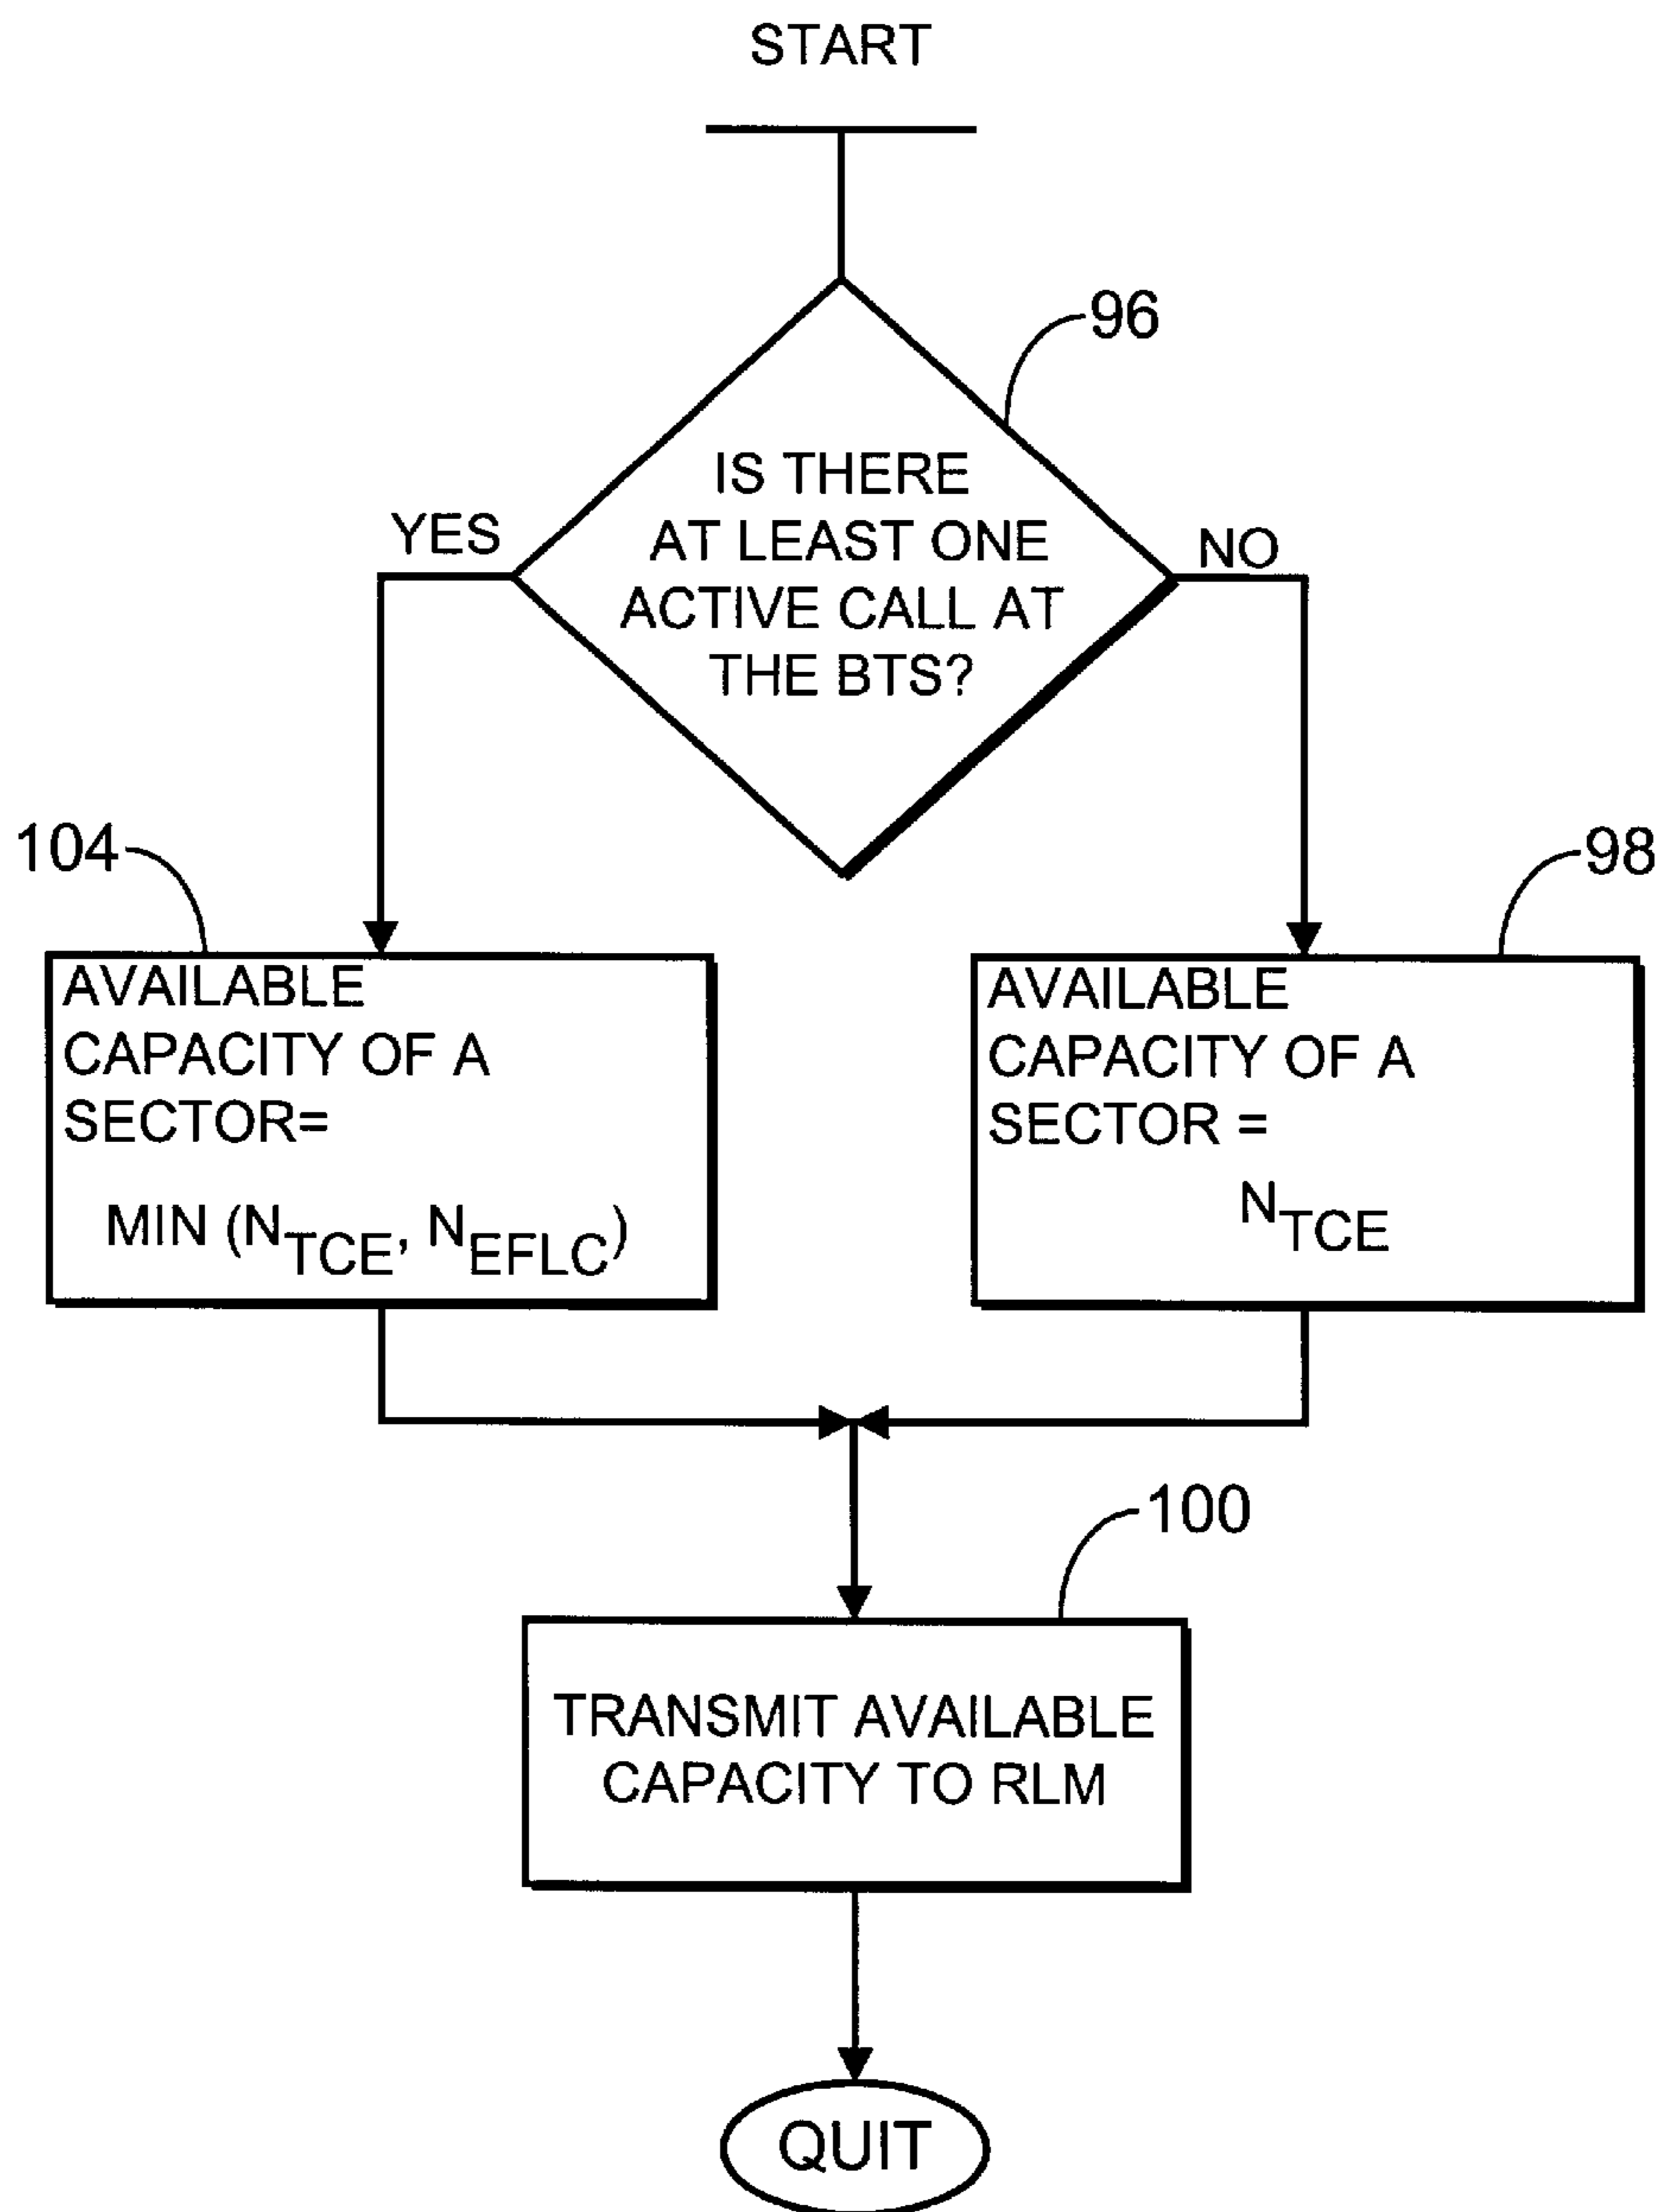 START
96
IS THERE
AT LEAST ONE
ACTIVE CALL AT
THE BTS?
YES
NO
104
AVAILABLE
CAPACITY OF A
SECTOR=
MIN (NTCE, NEFLC)
98
AVAILABLE
CAPACITY OF A
SECTOR =
NTCE
100
TRANSMIT AVAILABLE
CAPACITY TO RLM
QUIT